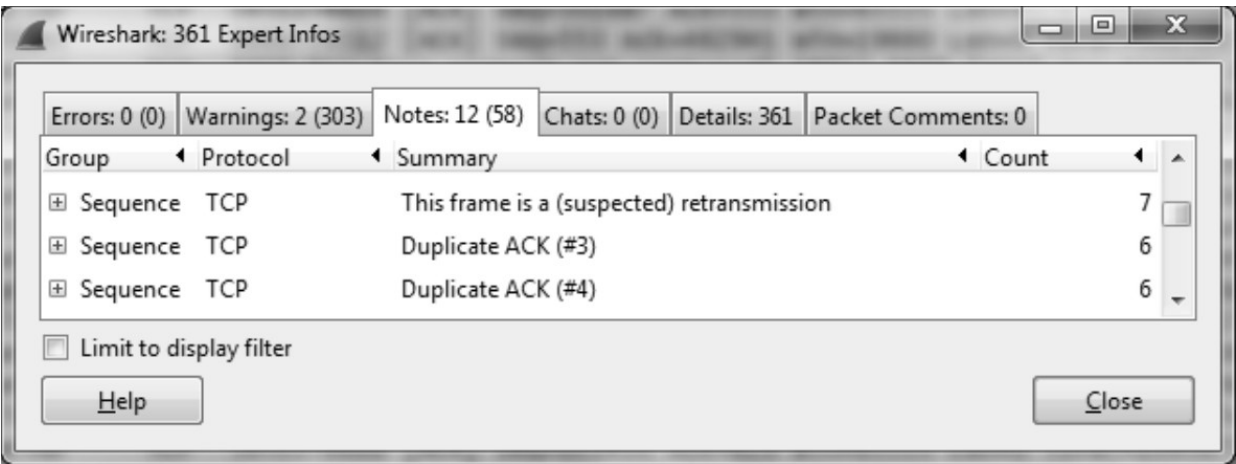 Wireshark: 361 Expert Infos
Errors: 0 (0) Warnings: 2 (303) Notes: 12 (58) Chats: 0 (0) Details: 361 Packet Comments: 0
Group Protocol Summary Count
Sequence TCP This frame is a (suspected) retransmission 7
Sequence TCP Duplicate ACK (#3) 6
Sequence TCP Duplicate ACK (#4) 6
Limit to display filter
Help Close